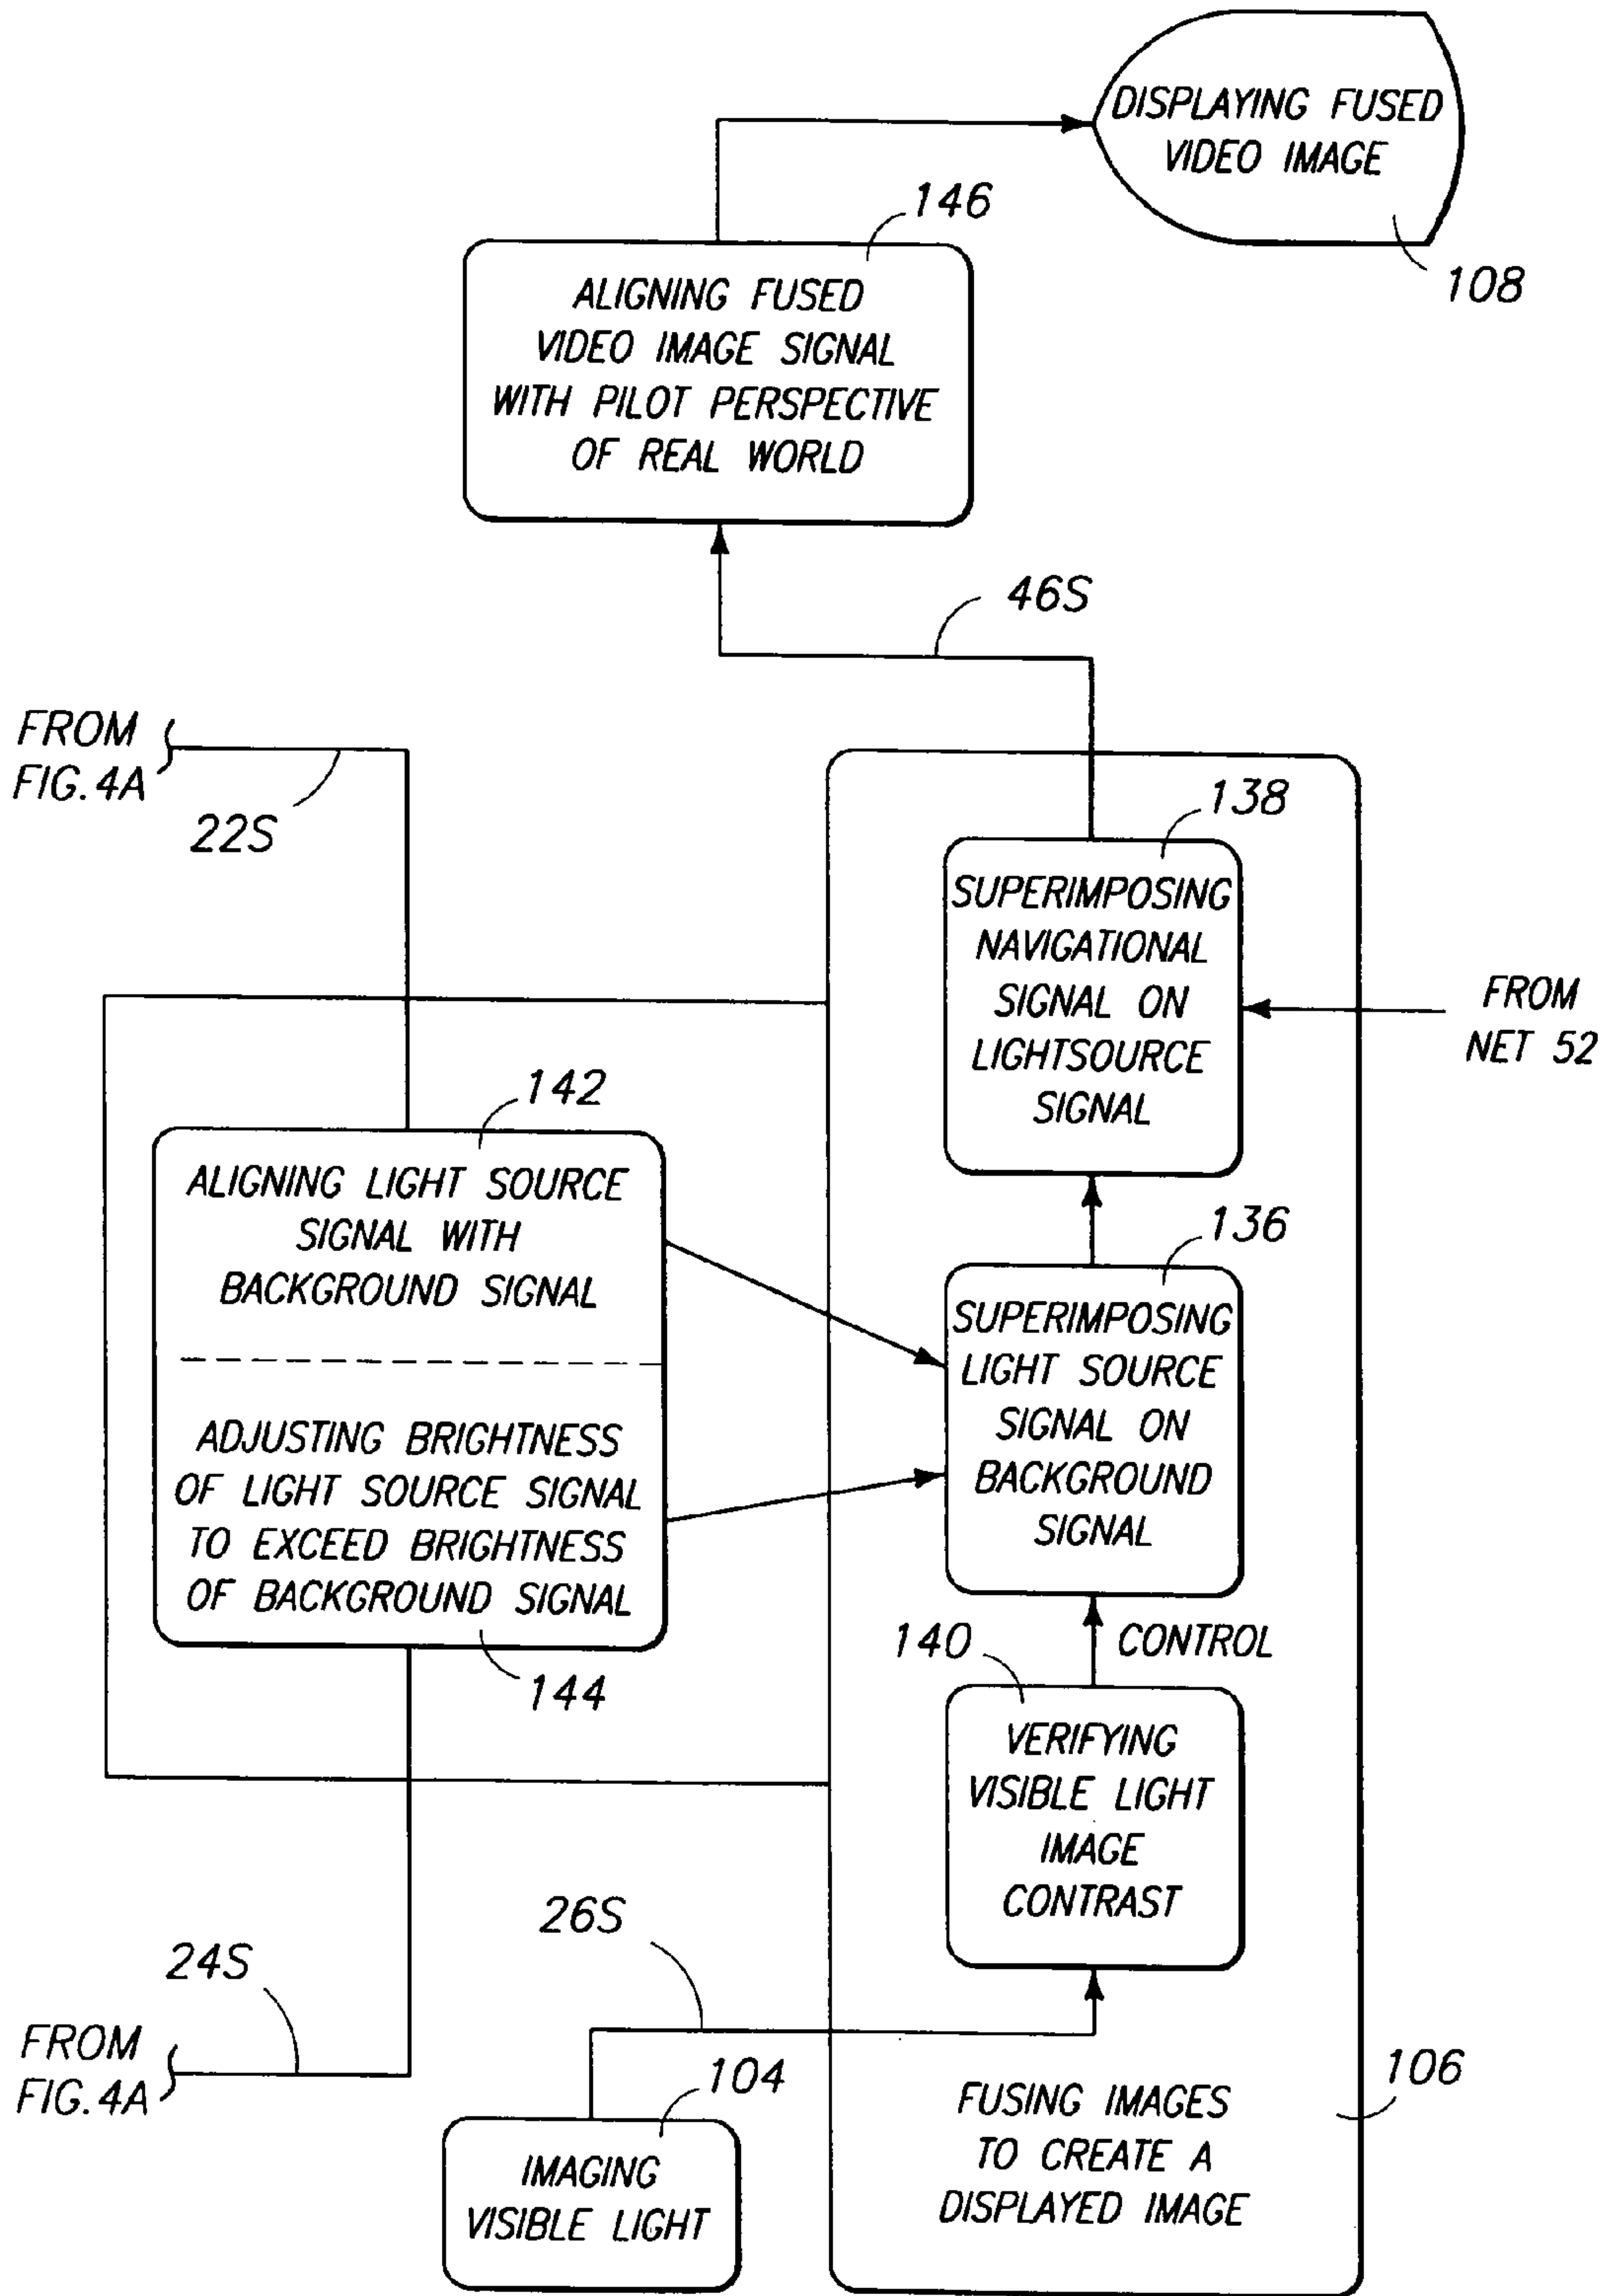 DISPLAYING FUSED
VIDEO IMAGE
108
146
ALIGNING FUSED
VIDEO IMAGE SIGNAL
WITH PILOT PERSPECTIVE
OF REAL WORLD
46S
FROM
FIG.4A
22S
138
SUPERIMPOSING
NAVIGATIONAL
SIGNAL ON
LIGHTSOURCE
SIGNAL
FROM
NET 52
142
ALIGNING LIGHT SOURCE
SIGNAL WITH
BACKGROUND SIGNAL
ADJUSTING BRIGHTNESS
OF LIGHT SOURCE SIGNAL
TO EXCEED BRIGHTNESS
OF BACKGROUND SIGNAL
144
136
SUPERIMPOSING
LIGHT SOURCE
SIGNAL ON
BACKGROUND
SIGNAL
140
CONTROL
VERIFYING
VISIBLE LIGHT
IMAGE
CONTRAST
26S
24S
FROM
FIG.4A
104
IMAGING
VISIBLE LIGHT
106
FUSING IMAGES
TO CREATE A
DISPLAYED IMAGE